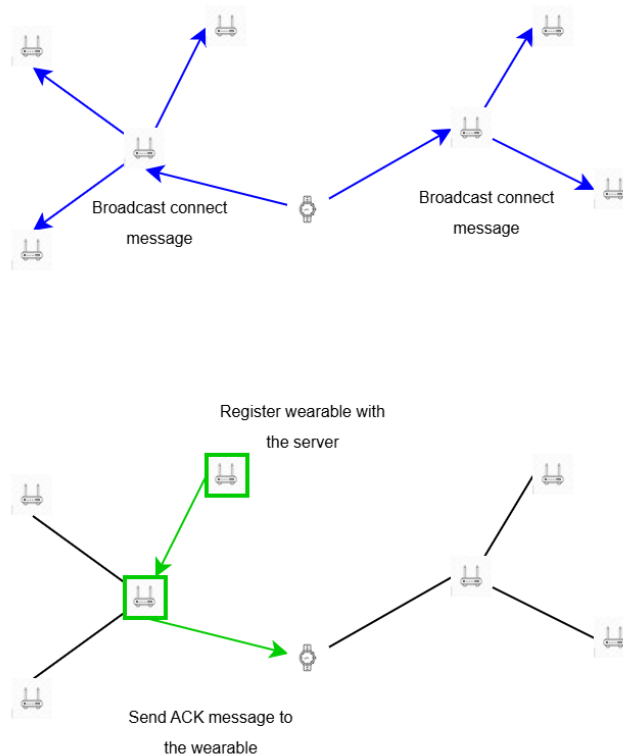 Broadcast connect
message
Broadcast connect
message
Register wearable with
the server
Send ACK message to
the wearable